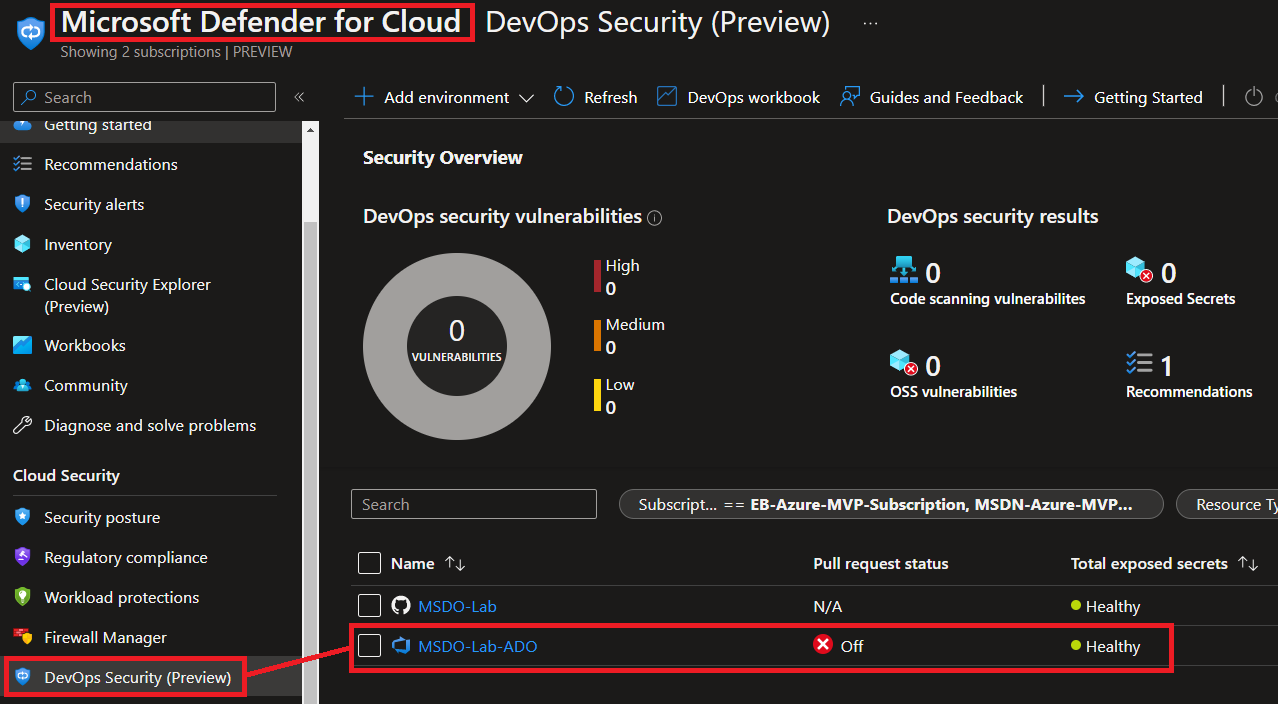 Microsoft Defender for Cloud DevOps Security (Preview) ...
Showing 2 subscriptions | PREVIEW
Search «
Add environment Refresh DevOps workbook Guides and Feedback Getting Started
Getting started
Recommendations
Security alerts
Inventory
Cloud Security Explorer
(Preview)
Workbooks
Community
Diagnose and solve problems
Cloud Security
Security posture
Regulatory compliance
Workload protections
Firewall Manager
DevOps Security (Preview)
Security Overview
DevOps security vulnerabilities
0
VULNERABILITIES
High
0
Medium
0
Low
0
DevOps security results
0
Code scanning vulnerabilites
0
Exposed Secrets
0
OSS vulnerabilities
1
Recommendations
Search
Subscript... == EB-Azure-MVP-Subscription, MSDN-Azure-MVP...
Resource Ty
Name Pull request status Total exposed secrets
MSDO-Lab N/A Healthy
MSDO-Lab-ADO Off Healthy